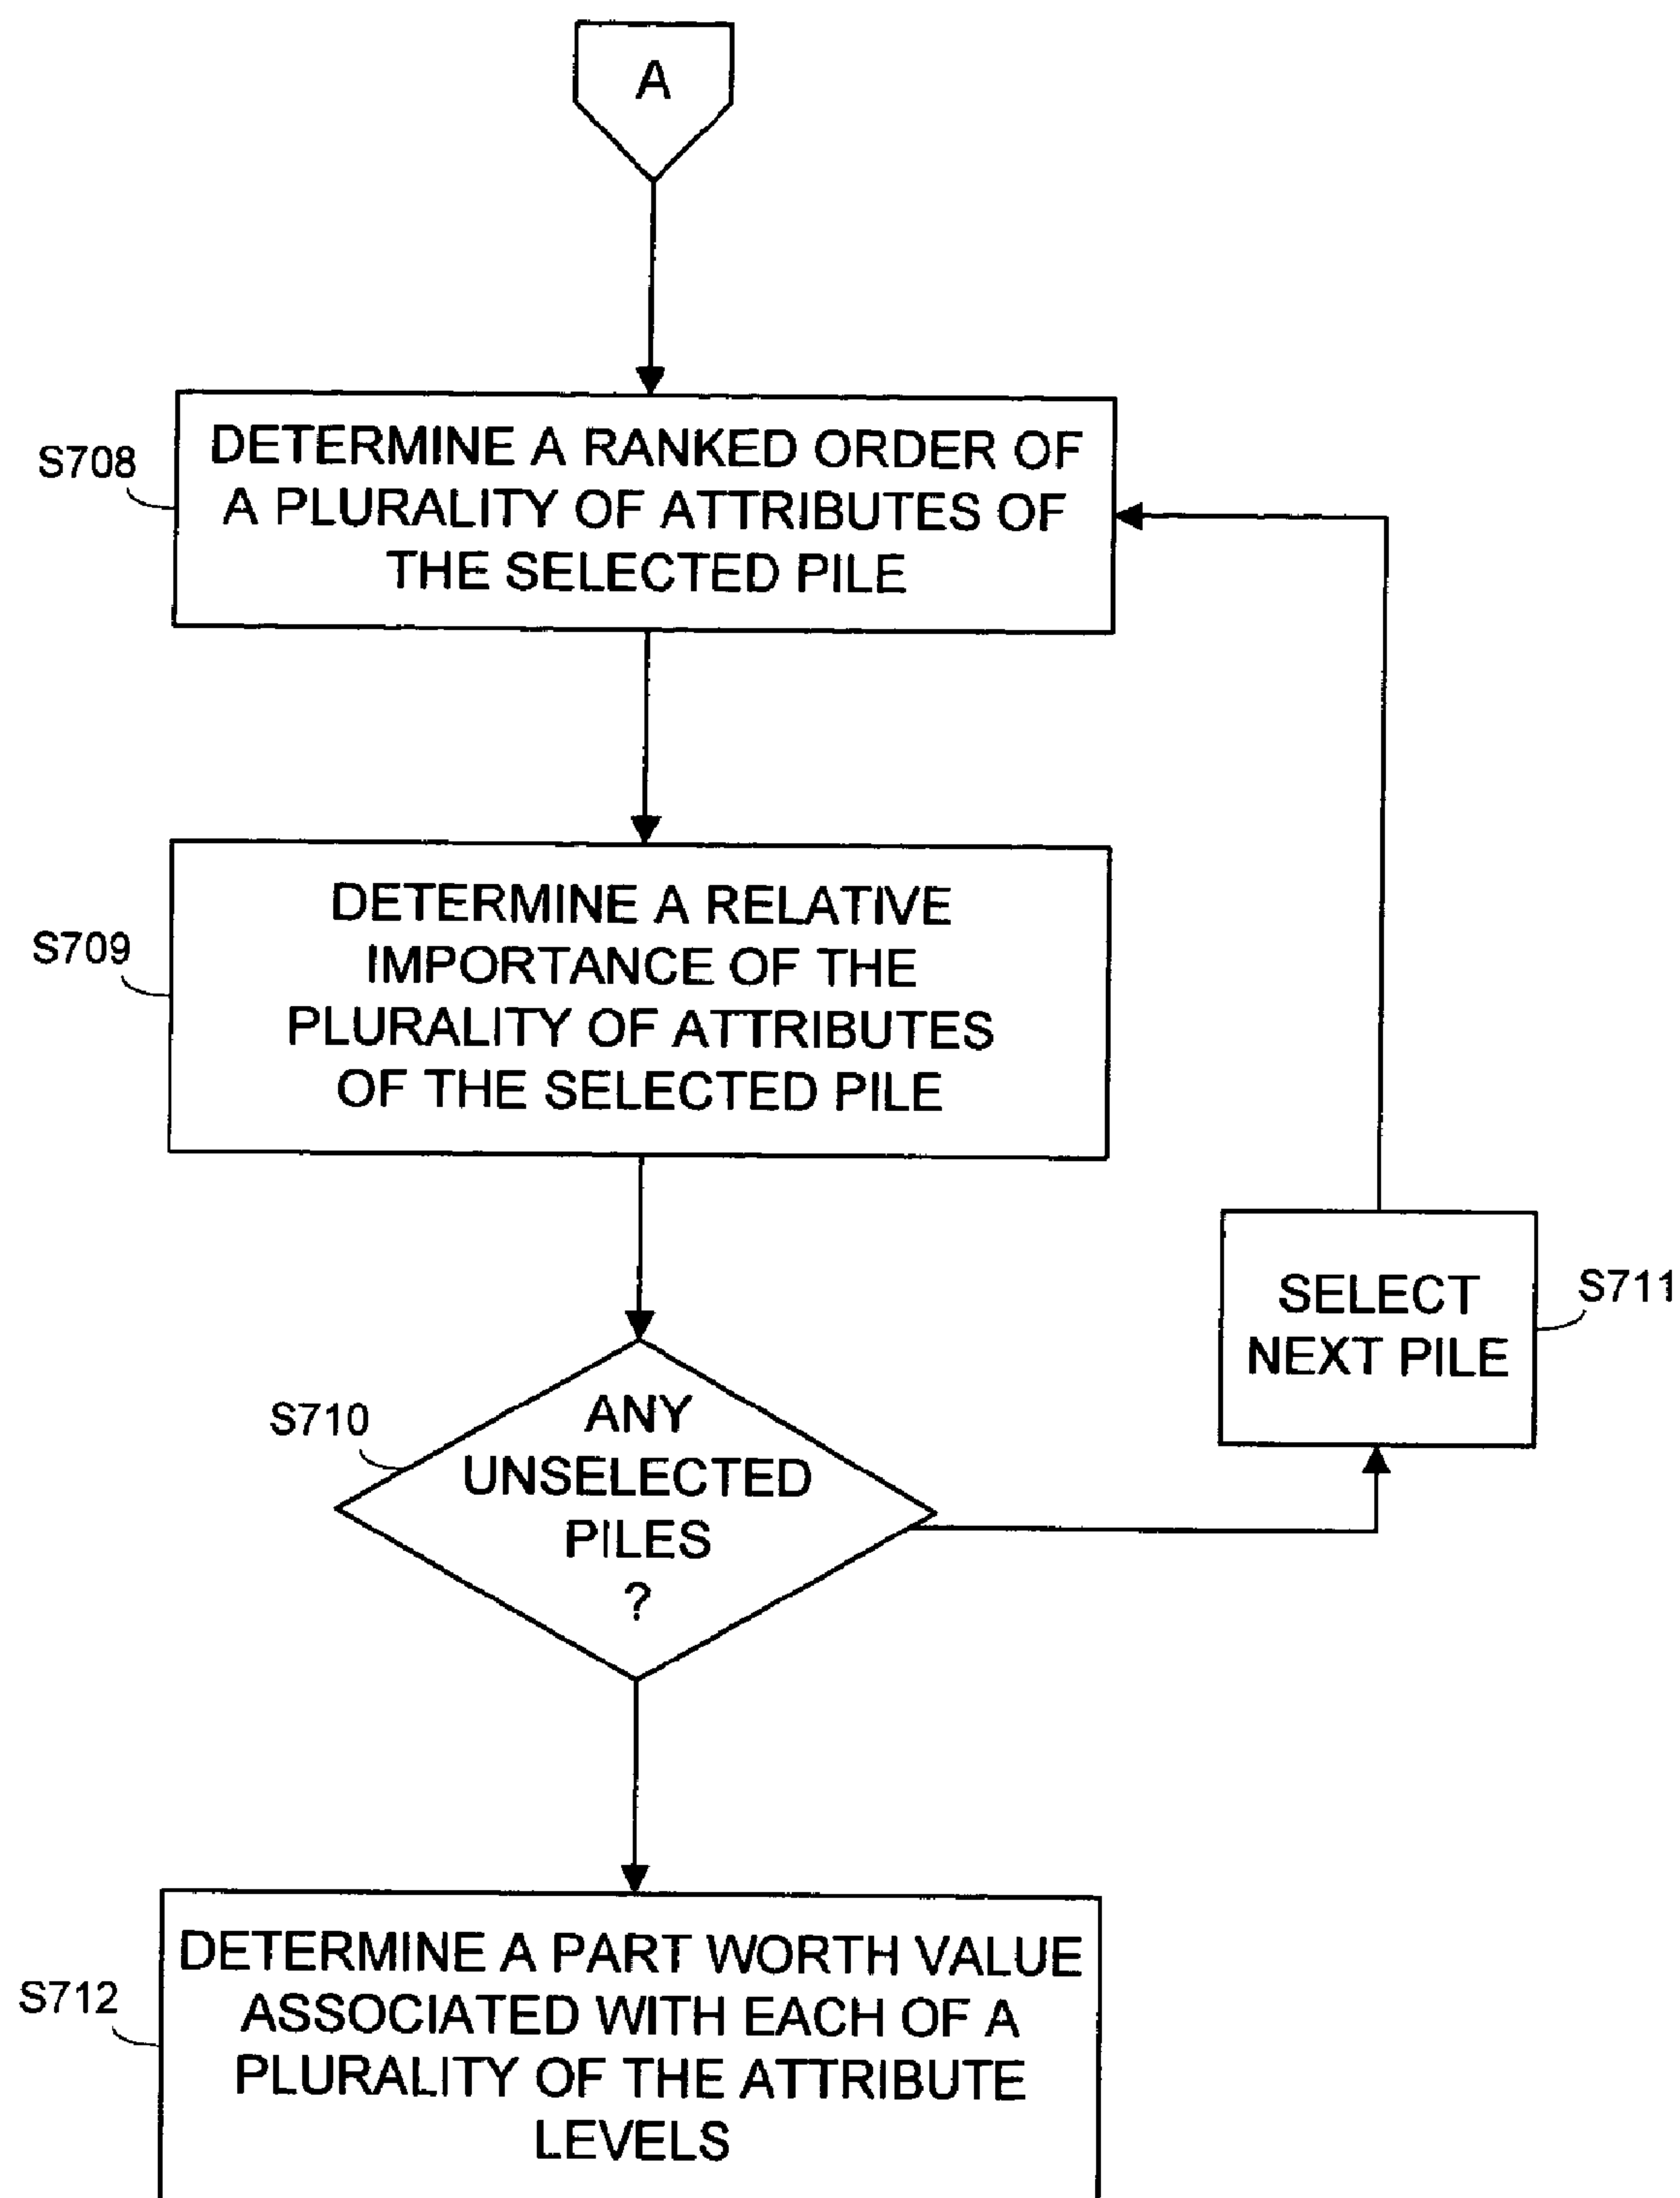 A
S708
DETERMINE A RANKED ORDER OF
A PLURALITY OF ATTRIBUTES OF
THE SELECTED PILE
S709
DETERMINE A RELATIVE
IMPORTANCE OF THE
PLURALITY OF ATTRIBUTES
OF THE SELECTED PILE
SELECT
NEXT PILE
S711
S710
ANY
UNSELECTED
PILES
?
S712
DETERMINE A PART WORTH VALUE
ASSOCIATED WITH EACH OF A
PLURALITY OF THE ATTRIBUTE
LEVELS